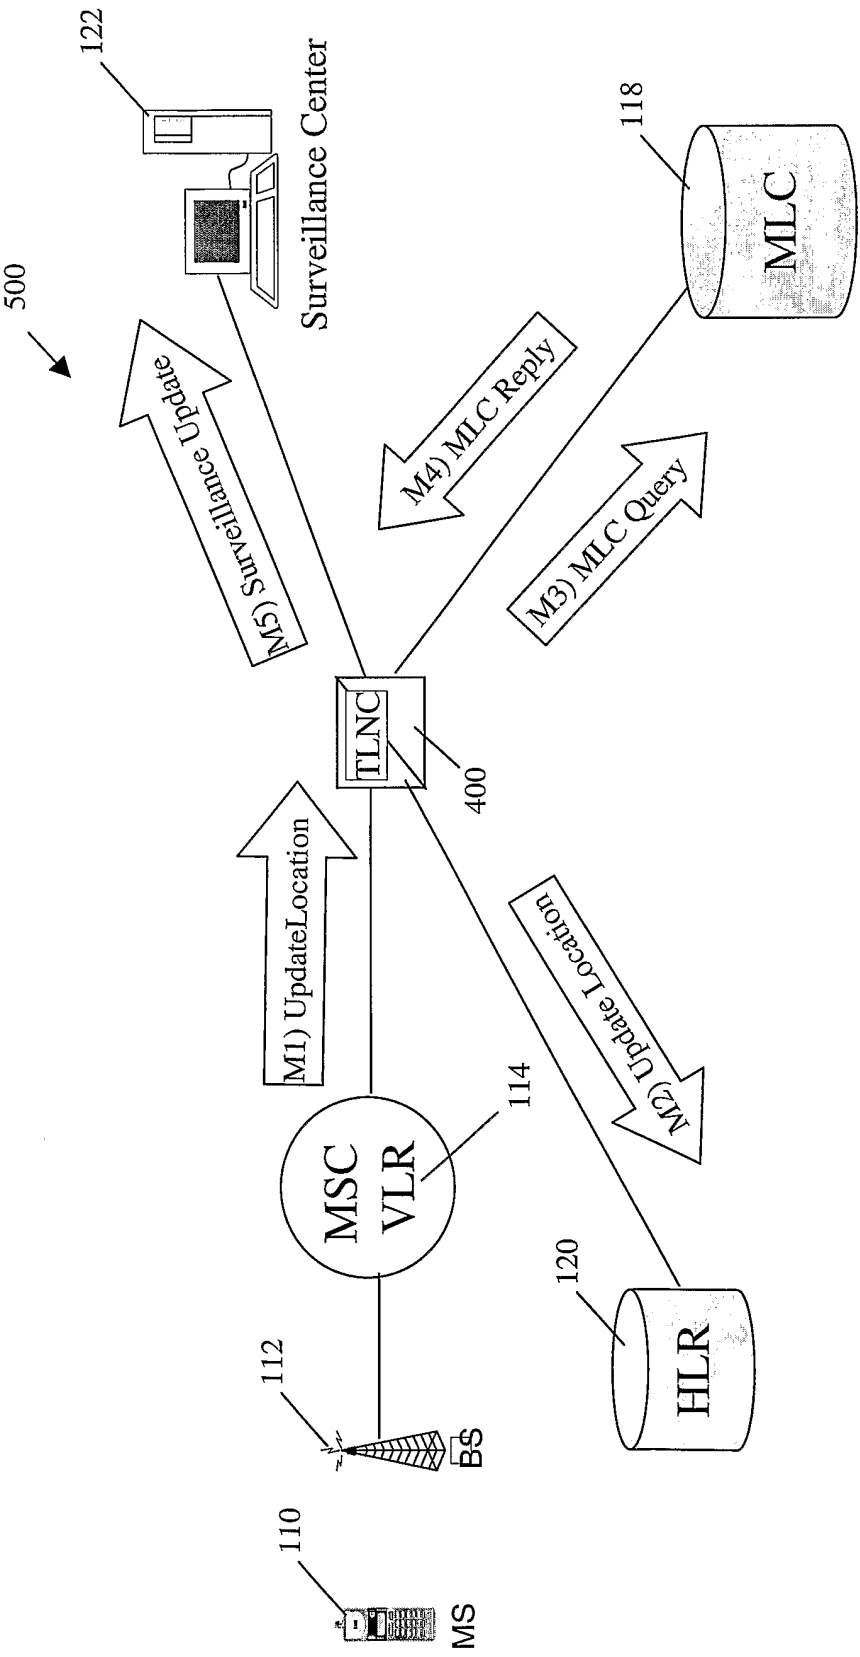 500
122
Surveillance Center
M5) Surveillance Update
M1) UpdateLocation
MSC
VLR
114
TLNC
400
M4) MLC Reply
M3) MLC Query
118
MLC
M2) Update Location
120
HLR
112
BS
110
MS